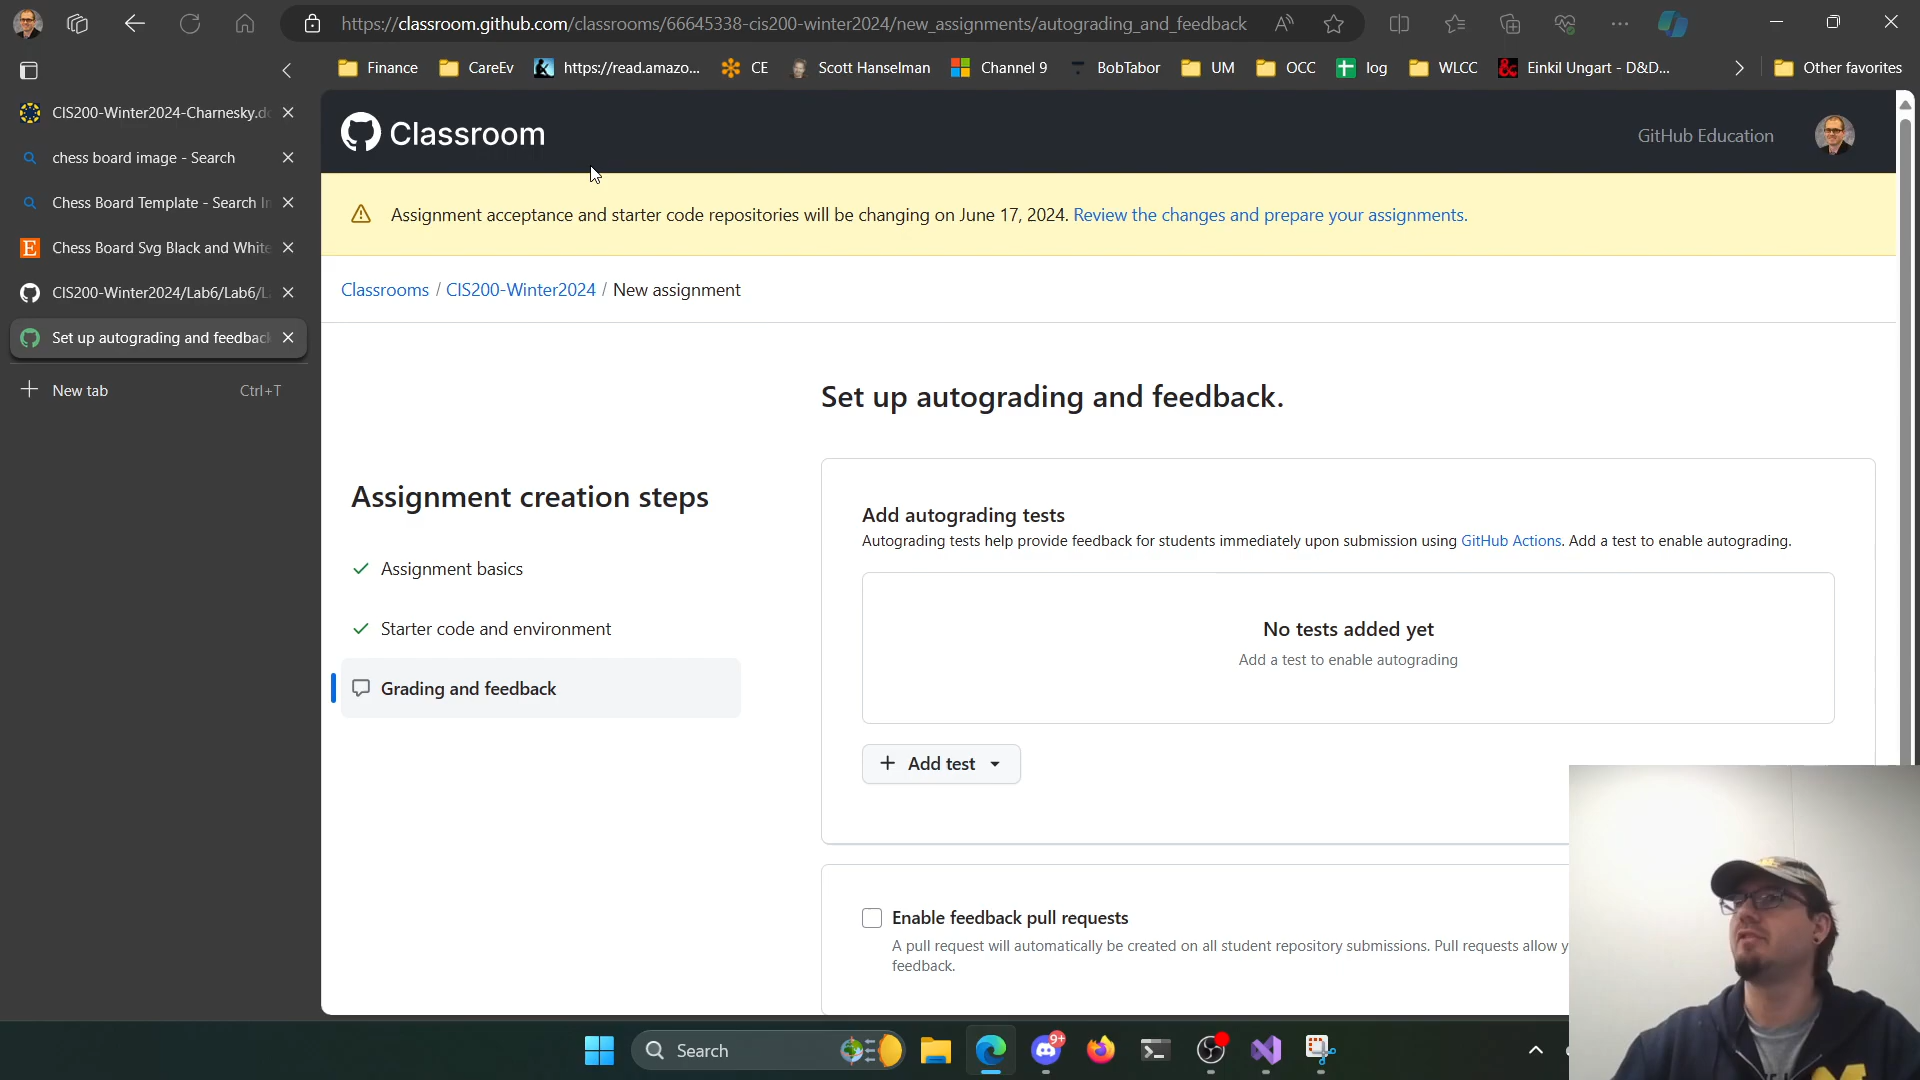 https://classroom.github.com/classrooms/66645338-cis200-winter2024/new_assignments/autograding_and_feedback
Finance
CareEv
https://read.amazo...
CE
Scott Hanselman
Channel 9
BobTabor
UM
OCC
log
WLCC
Einkil Ungart - D&D...
Other favorites
CIS200-Winter2024-Charnesky.do
chess board image - Search
Chess Board Template - Search In
Chess Board Svg Black and White
CIS200-Winter2024/Lab6/Lab6/L
Set up autograding and feedback
New tab
Ctrl+T
Classroom
GitHub Education
Assignment acceptance and starter code repositories will be changing on June 17, 2024. Review the changes and prepare your assignments.
Classrooms / CIS200-Winter2024 / New assignment
Set up autograding and feedback.
Assignment creation steps
Assignment basics
Starter code and environment
Grading and feedback
Add autograding tests
Autograding tests help provide feedback for students immediately upon submission using GitHub Actions. Add a test to enable autograding.
No tests added yet
Add a test to enable autograding
Add test
Enable feedback pull requests
A pull request will automatically be created on all student repository submissions. Pull requests allow y
feedback.
Search
9+